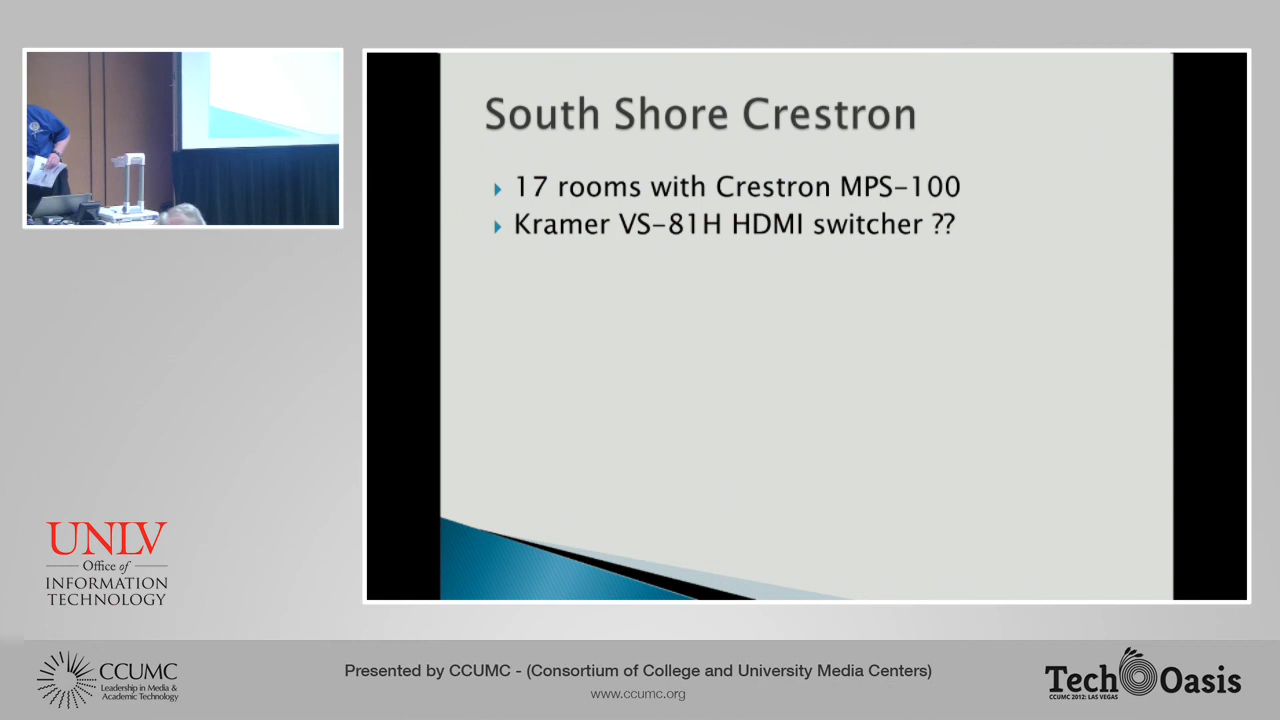 South Shore Crestron
17 rooms with Crestron MPS-100
Kramer VS-81H HDMI switcher ??
UNLV
Office of
INFORMATION
TECHNOLOGY
CCUMC
Leadership in Media &
Academic Technology
Presented by CCUMC - (Consortium of College and University Media Centers)
www.ccumc.org
Tech Oasis
CCUMC 2012: LAS VEGAS